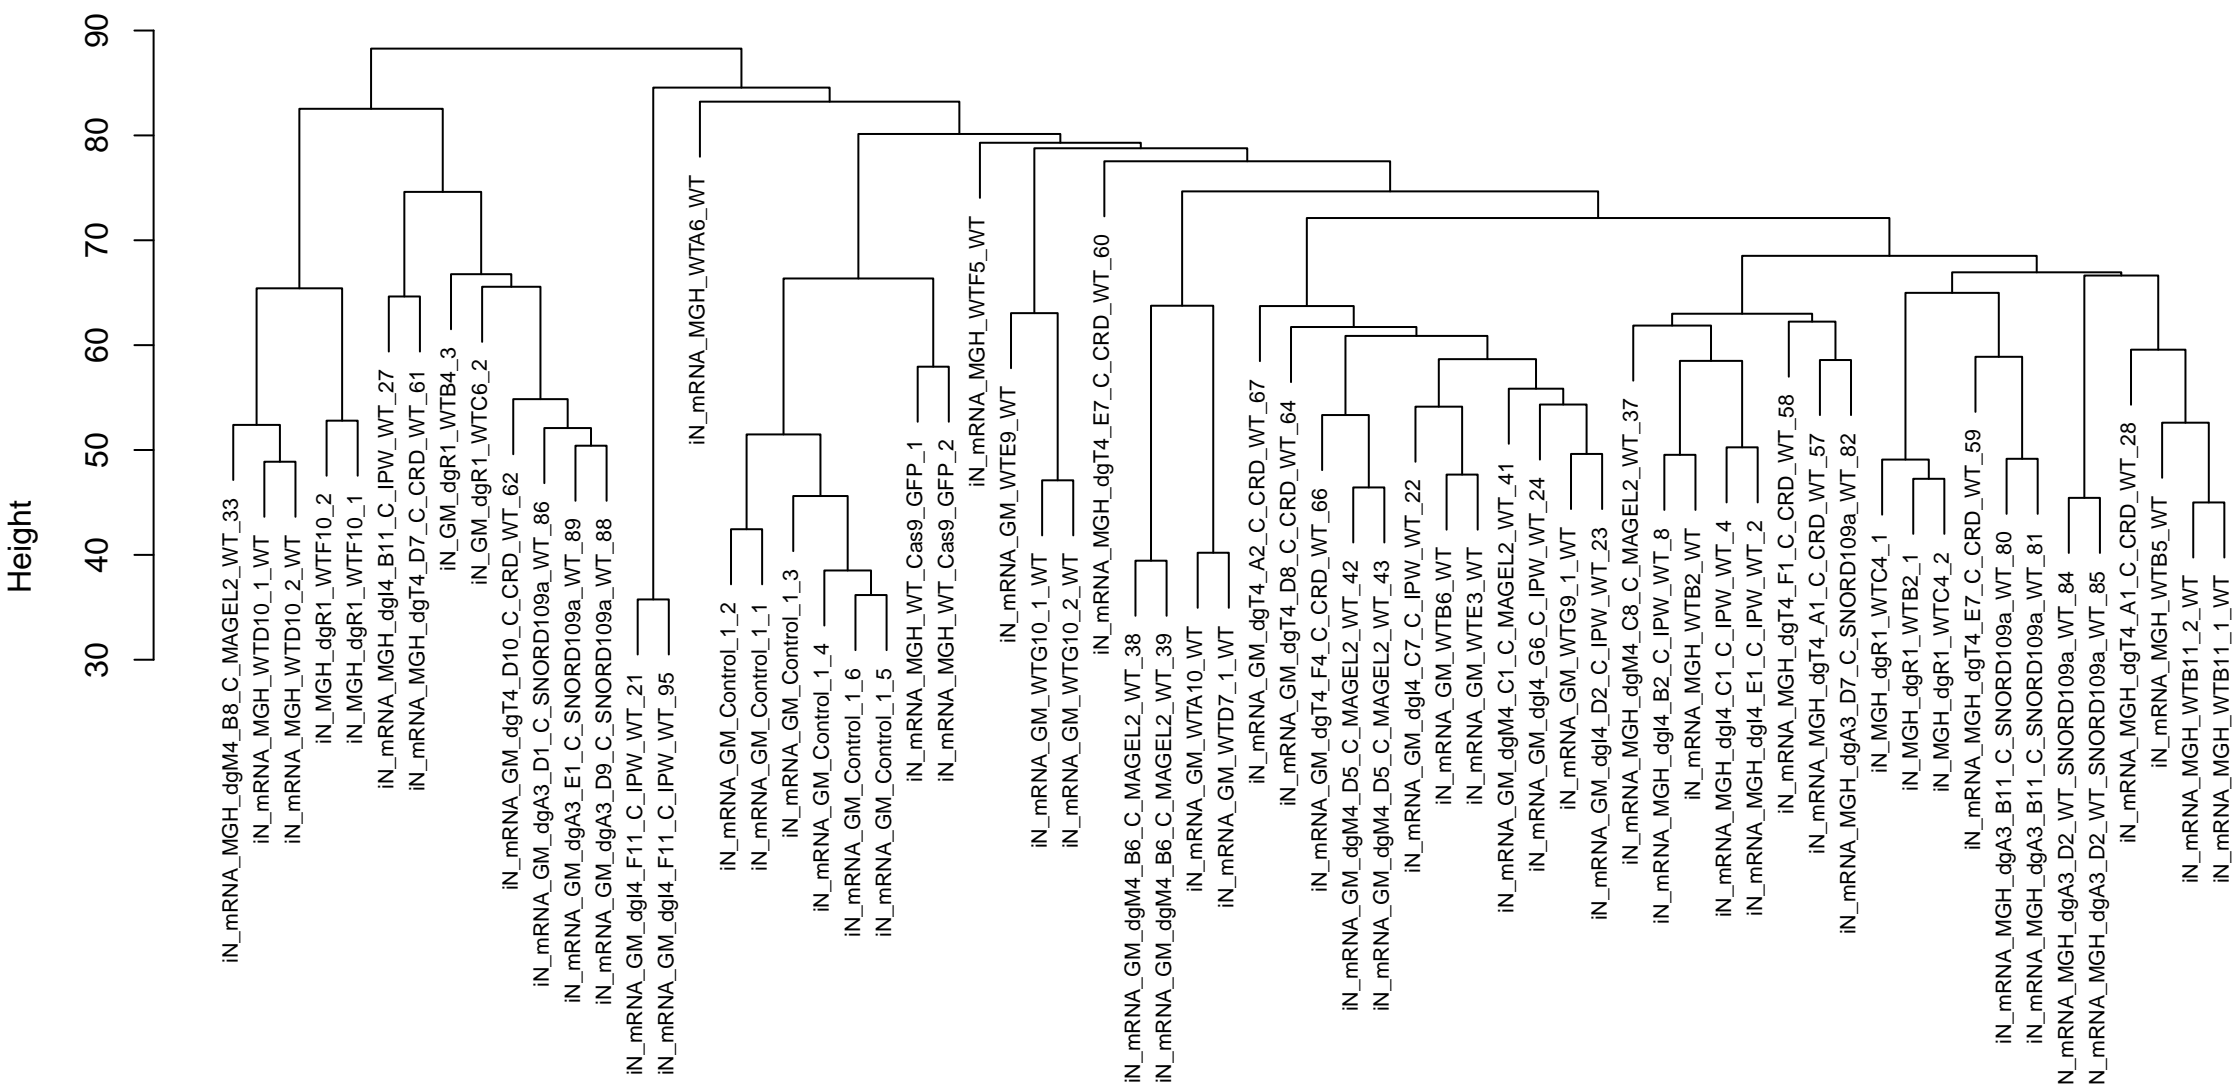 Height
90
80
70
60
50
40
30
iN_mRNA_MGH_dgM4_B8_C_MAGEL2_WT_33
iN_mRNA_MGH_WTD10_1_WT
iN_mRNA_MGH_WTD10_2_WT
iN_MGH_dgR1_WTF10_2
iN_MGH_dgR1_WTF10_1
iN_mRNA_MGH_dgI4_B11_C_IPW_WT_27
iN_mRNA_MGH_dgT4_D7_C_CRD_WT_61
iN_GM_dgR1_WTB4_3
iN_GM_dgR1_WTC6_2
iN_mRNA_GM_dgT4_D10_C_CRD_WT_62
iN_mRNA_GM_dgA3_D1_C_SNORD109a_WT_86
iN_mRNA_GM_dgA3_E1_C_SNORD109a_WT_89
iN_mRNA_GM_dgA3_D9_C_SNORD109a_WT_88
iN_mRNA_GM_dgI4_F11_C_IPW_WT_21
iN_mRNA_GM_dgI4_F11_C_IPW_WT_95
iN_mRNA_MGH_WTA6_WT
iN_mRNA_GM_Control_1_2
iN_mRNA_GM_Control_1_1
iN_mRNA_GM_Control_1_3
iN_mRNA_GM_Control_1_4
iN_mRNA_GM_Control_1_6
iN_mRNA_GM_Control_1_5
iN_mRNA_MGH_WT_Cas9_GFP_1
iN_mRNA_MGH_WT_Cas9_GFP_2
iN_mRNA_MGH_WTF5_WT
iN_mRNA_GM_WTE9_WT
iN_mRNA_GM_WTG10_1_WT
iN_mRNA_GM_WTG10_2_WT
iN_mRNA_MGH_dgT4_E7_C_CRD_WT_60
iN_mRNA_GM_dgM4_B6_C_MAGEL2_WT_38
iN_mRNA_GM_dgM4_B6_C_MAGEL2_WT_39
iN_mRNA_GM_WTA10_WT
iN_mRNA_GM_WTD7_1_WT
iN_mRNA_GM_dgT4_A2_C_CRD_WT_67
iN_mRNA_GM_dgT4_D8_C_CRD_WT_64
iN_mRNA_GM_dgT4_F4_C_CRD_WT_66
iN_mRNA_GM_dgM4_D5_C_MAGEL2_WT_42
iN_mRNA_GM_dgM4_D5_C_MAGEL2_WT_43
iN_mRNA_GM_dgI4_C7_C_IPW_WT_22
iN_mRNA_GM_WTB6_WT
iN_mRNA_GM_WTE3_WT
iN_mRNA_GM_dgM4_C1_C_MAGEL2_WT_41
iN_mRNA_GM_dgI4_G6_C_IPW_WT_24
iN_mRNA_GM_WTG9_1_WT
iN_mRNA_GM_dgI4_D2_C_IPW_WT_23
iN_mRNA_MGH_dgM4_C8_C_MAGEL2_WT_37
iN_mRNA_MGH_dgI4_B2_C_IPW_WT_8
iN_mRNA_MGH_WTB2_WT
iN_mRNA_MGH_dgI4_C1_C_IPW_WT_4
iN_mRNA_MGH_dgI4_E1_C_IPW_WT_2
iN_mRNA_MGH_dgT4_F1_C_CRD_WT_58
iN_mRNA_MGH_dgT4_A1_C_CRD_WT_57
iN_mRNA_MGH_dgA3_D7_C_SNORD109a_WT_82
iN_MGH_dgR1_WTC4_1
iN_MGH_dgR1_WTB2_1
iN_MGH_dgR1_WTC4_2
iN_mRNA_MGH_dgT4_E7_C_CRD_WT_59
iN_mRNA_MGH_dgA3_B11_C_SNORD109a_WT_80
iN_mRNA_MGH_dgA3_B11_C_SNORD109a_WT_81
N_mRNA_MGH_dgA3_D2_WT_SNORD109a_WT_84
N_mRNA_MGH_dgA3_D2_WT_SNORD109a_WT_85
iN_mRNA_MGH_dgT4_A1_C_CRD_WT_28
iN_mRNA_MGH_WTB5_WT
iN_mRNA_MGH_WTB11_2_WT
iN_mRNA_MGH_WTB11_1_WT